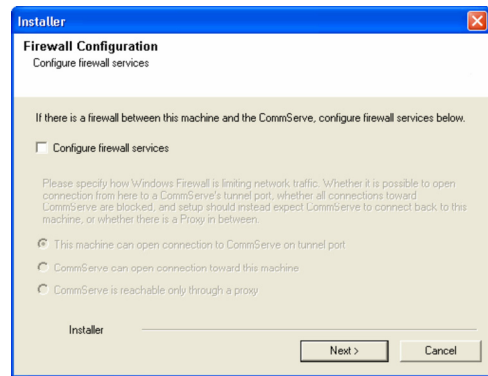 Installer
Firewall Configuration
Configure firewall services
If there is a firewall between this machine and the CommServe, configure firewall services below.
Configure firewall services
Please specify how Windows Firewall is limiting network traffic. Whether it is possible to open
connection from here to a CommServe's tunnel port, whether all connections toward
CommServe are blocked, and setup should instead expect CommServe to connect back to this
machine, or whether there is a Proxy in between.
This machine can open connection to CommServe on tunnel port
CommServe can open connection toward this machine
CommServe is reachable only through a proxy
Installer
Next >
Cancel